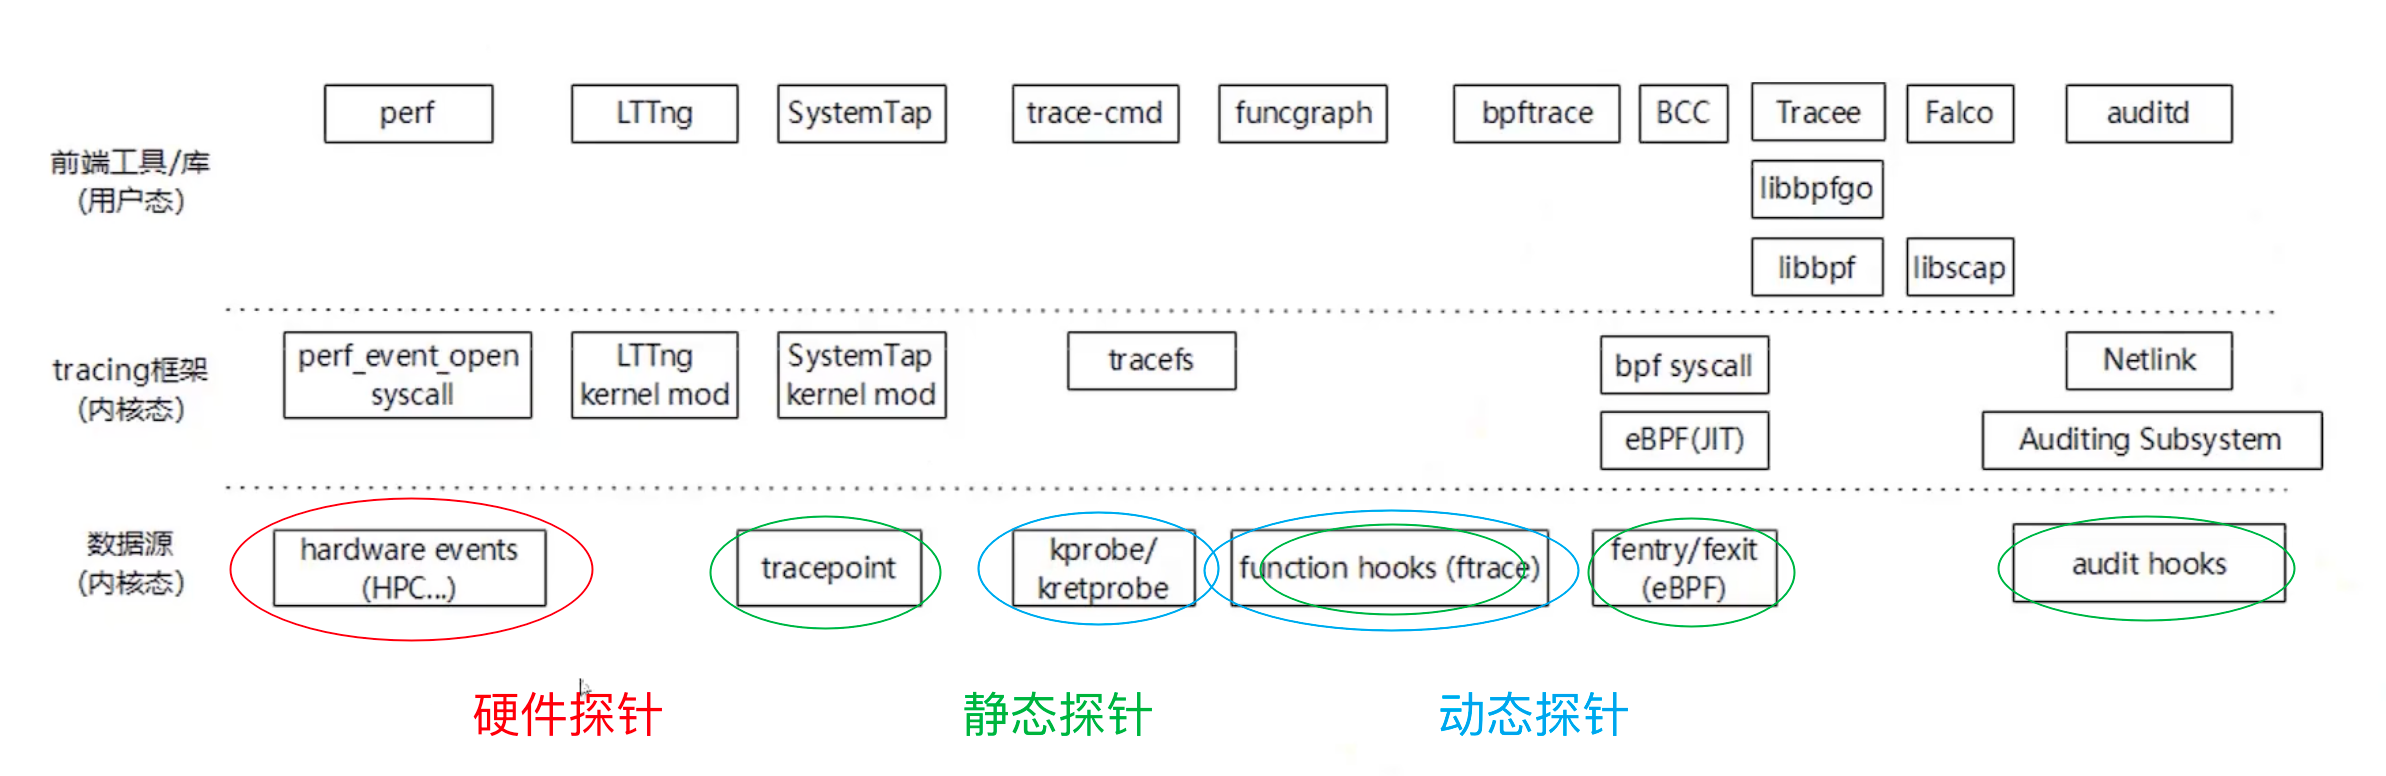 perf
LTTng
SystemTap
trace-cmd
funcgraph
bpftrace
BCC
Tracee
Falco
auditd
前端工具/库
(用户态)
libbpfgo
libbpf
libscap
tracing框架
(内核态)
perf_event_open
syscall
LTTng
kernel mod
SystemTap
kernel mod
tracefs
bpf syscall
eBPF(JIT)
Netlink
Auditing Subsystem
数据源
(内核态)
hardware events
(HPC...)
tracepoint
kprobe/
kretprobe
function hooks (ftrace)
fentry/fexit
(eBPF)
audit hooks
硬件探针
静态探针
动态探针